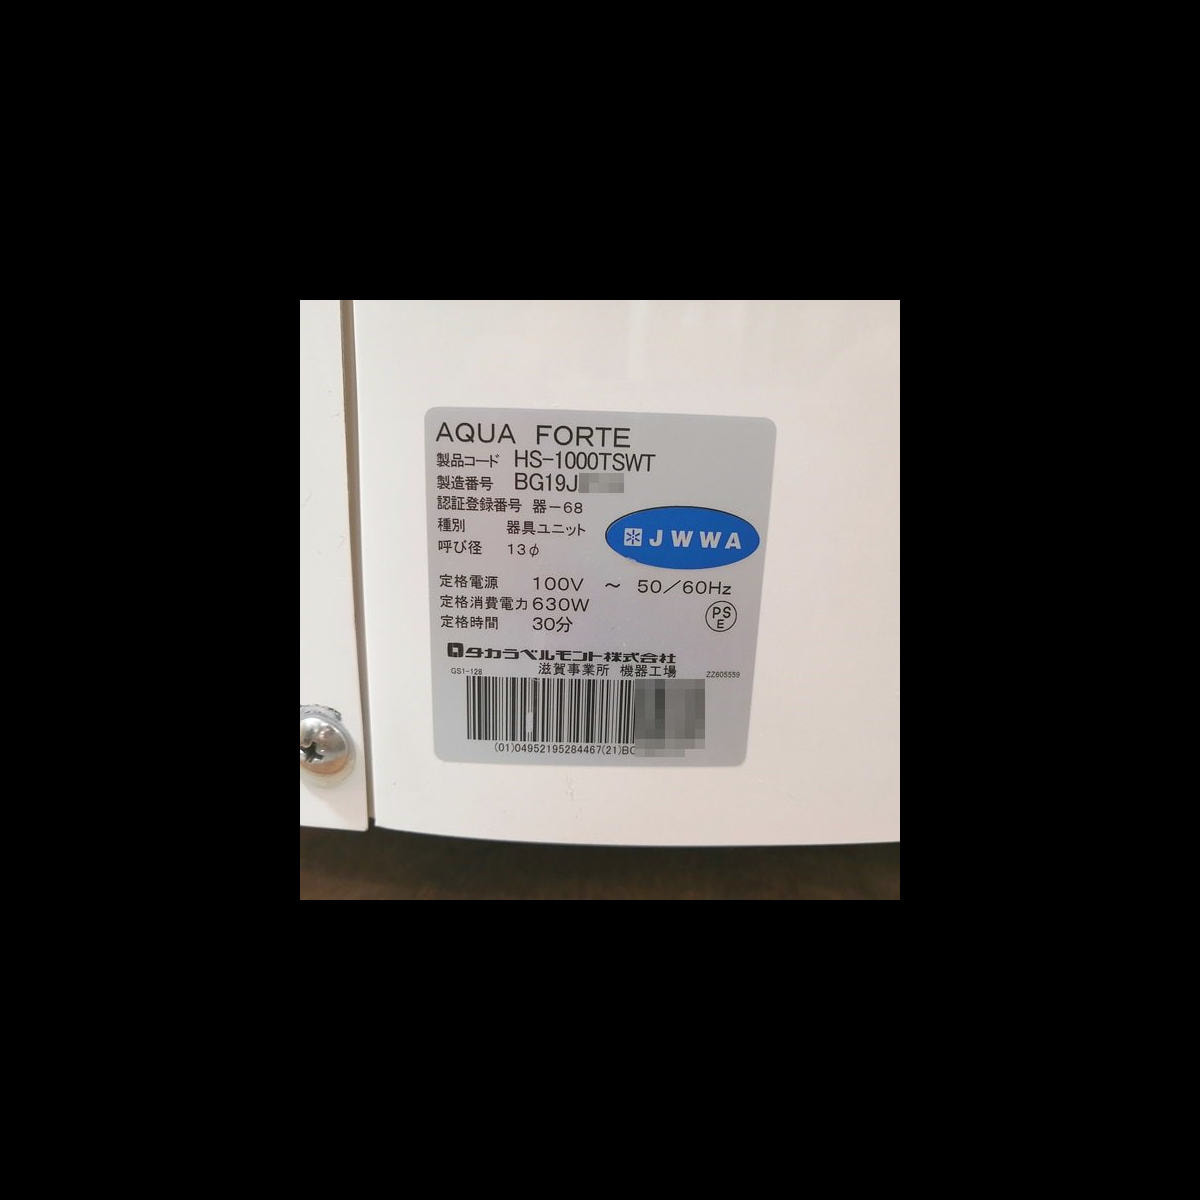 AQUA FORTE
製品コード HS-1000TSWT
製造番号 BG19J
認証登録番号 器-68
種別 器具ユニット
呼び径 13φ
JWWA
定格電源 100V ～ 50/60Hz
定格消費電力 630W
定格時間 30分
PS
E
タカラベルモント株式会社
滋賀事業所 機器工場
GS1-128
ZZ605559
(01)04952195284467(21)BG